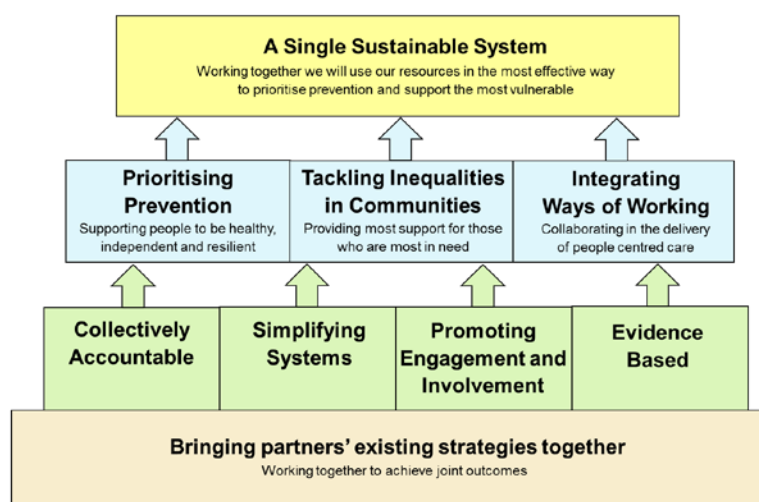 A Single Sustainable System
Working together we will use our resources in the most effective way
to prioritise prevention and support the most vulnerable
Prioritising
Prevention
Supporting people to be healthy,
independent and resilient
Tackling Inequalities
in Communities
Providing most support for those
who are most in need
Integrating
Ways of Working
Collaborating in the delivery
of people centred care
Collectively
Accountable
Simplifying
Systems
Promoting
Engagement and
Involvement
Evidence
Based
Bringing partners' existing strategies together
Working together to achieve joint outcomes